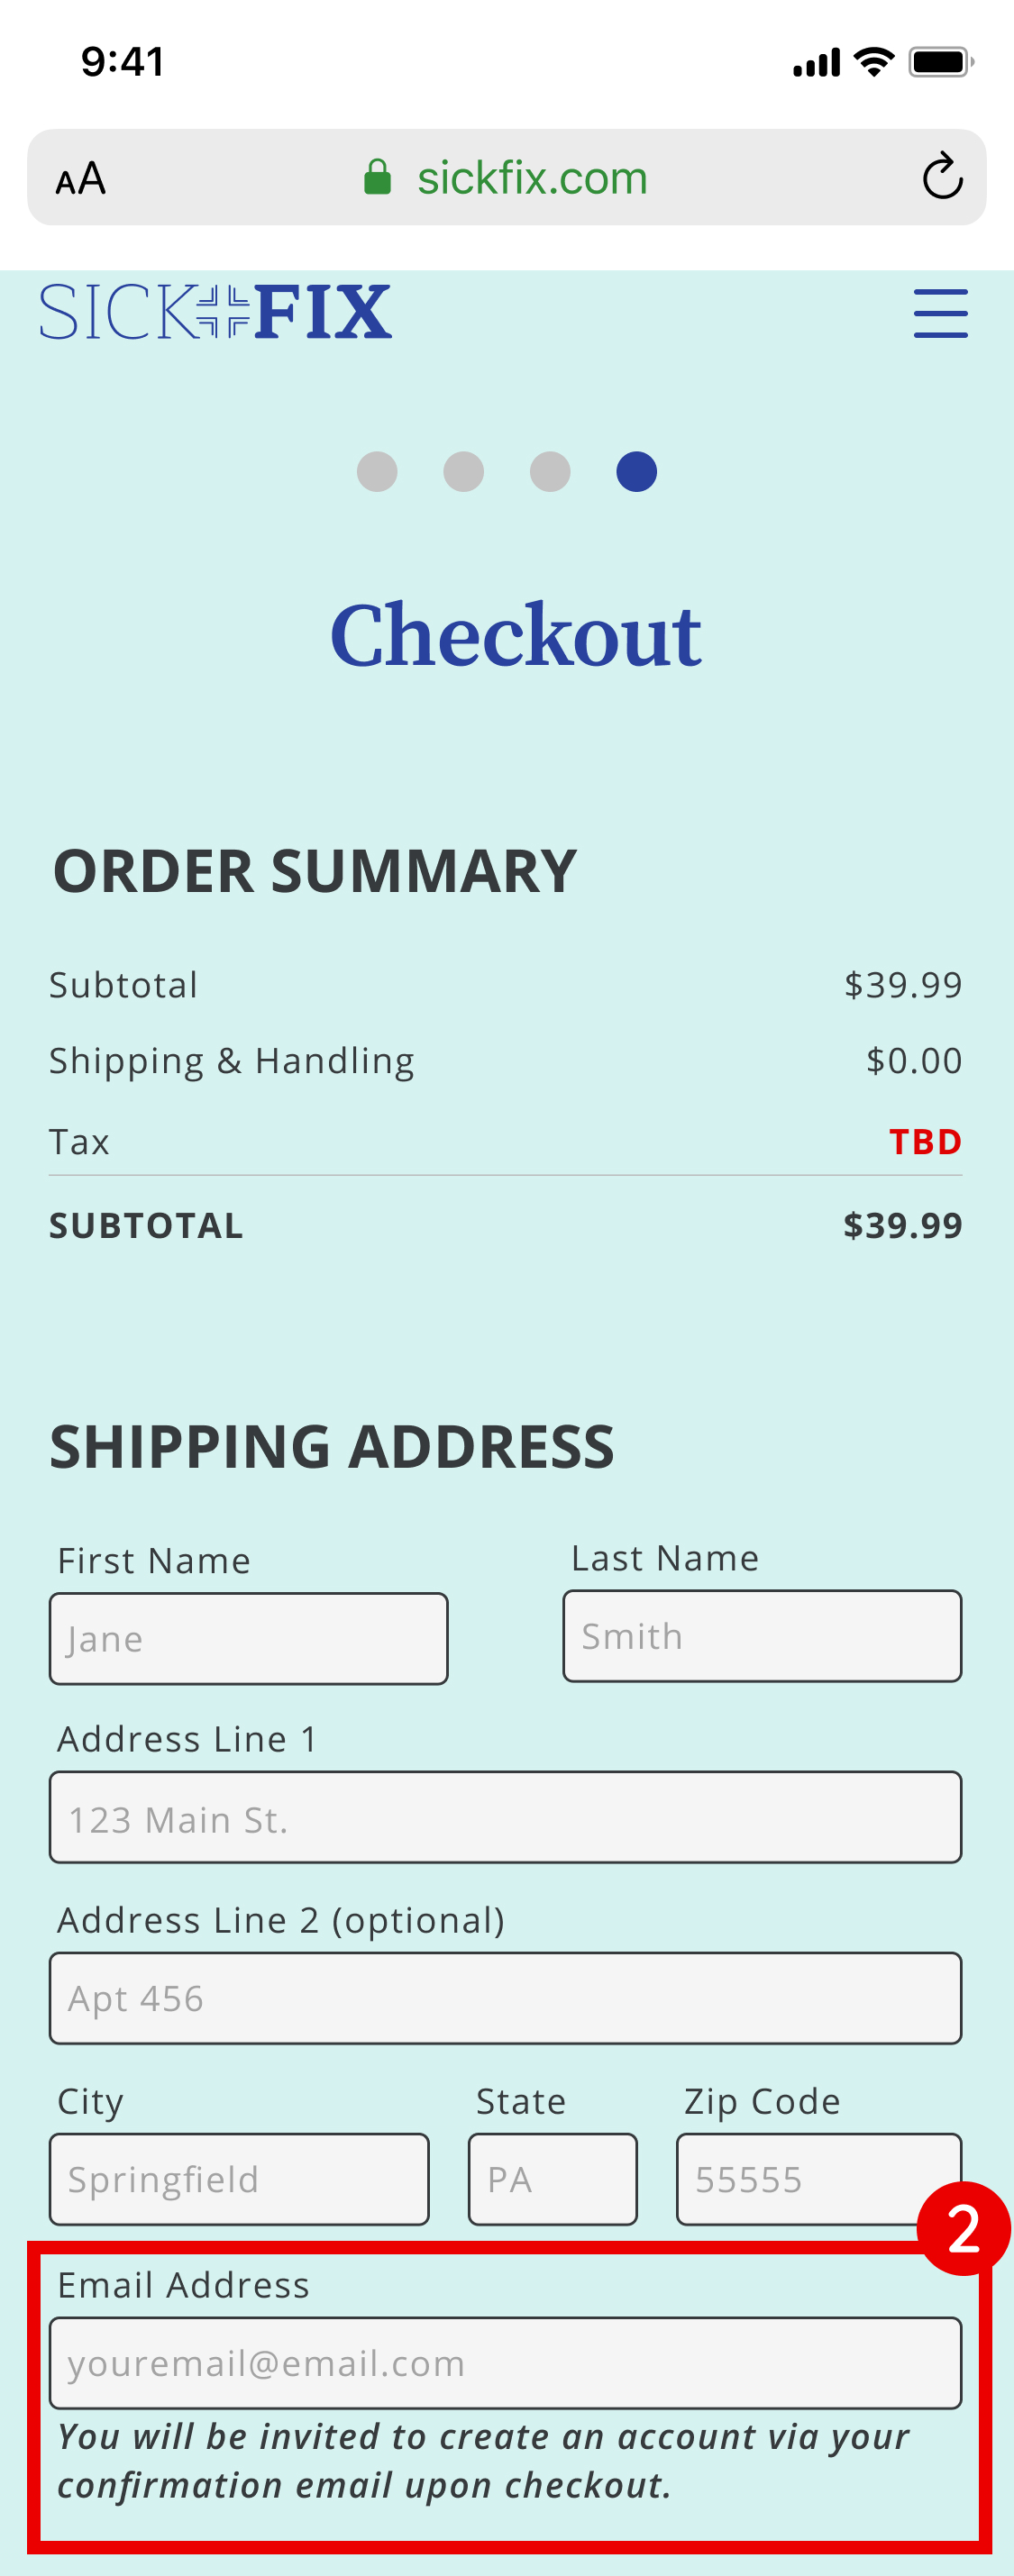 9:41
AA sickfix.com
SICK FIX
Checkout
ORDER SUMMARY
Subtotal $39.99
Shipping & Handling $0.00
Tax TBD
SUBTOTAL $39.99
SHIPPING ADDRESS
First Name Last Name
Jane Smith
Address Line 1
123 Main St.
Address Line 2 (optional)
Apt 456
City State Zip Code
Springfield PA 55555
2
Email Address
youremail@email.com
You will be invited to create an account via your
confirmation email upon checkout.